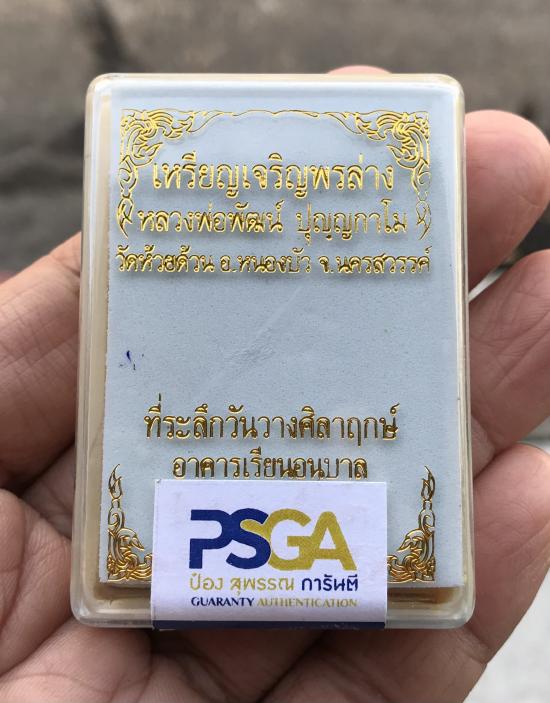 เหรียญเจริญพรล่าง
หลวงพ่อพัฒน์ ปุญญกาโม
วัดห้วยด้วน อ.หนองบัว จ.นครสวรรค์
ที่ระลึกวันวางศิลาฤกษ์
อาคารเรียนอนุบาล
PSGA
ป๋อง สุพรรณ การันตี
GUARANTY AUTHENTICATION